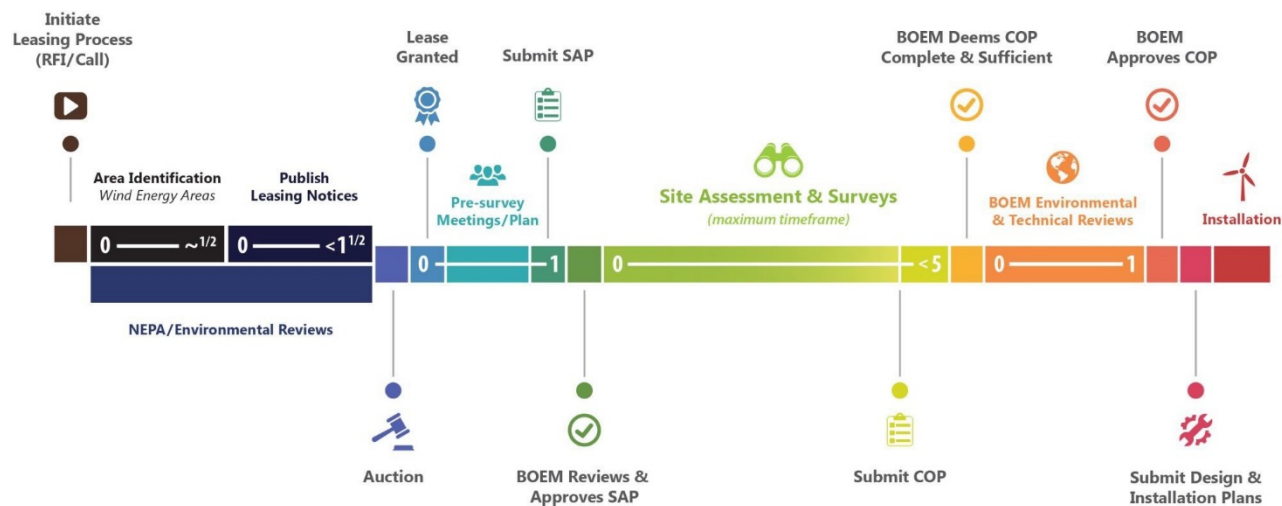 Initiate
Leasing Process
(RFI/Call)
Lease
Granted
Submit SAP
BOEM Deems COP
Complete & Sufficient
BOEM
Approves COP
Area Identification
Wind Energy Areas
Publish
Leasing Notices
Pre-survey
Meetings/Plan
Site Assessment & Surveys
(maximum timeframe)
BOEM Environmental
& Technical Reviews
Installation
0 ~1/2
0 <1 1/2
0 1
0 <5
0 1
NEPA/Environmental Reviews
Auction
BOEM Reviews &
Approves SAP
Submit COP
Submit Design &
Installation Plans